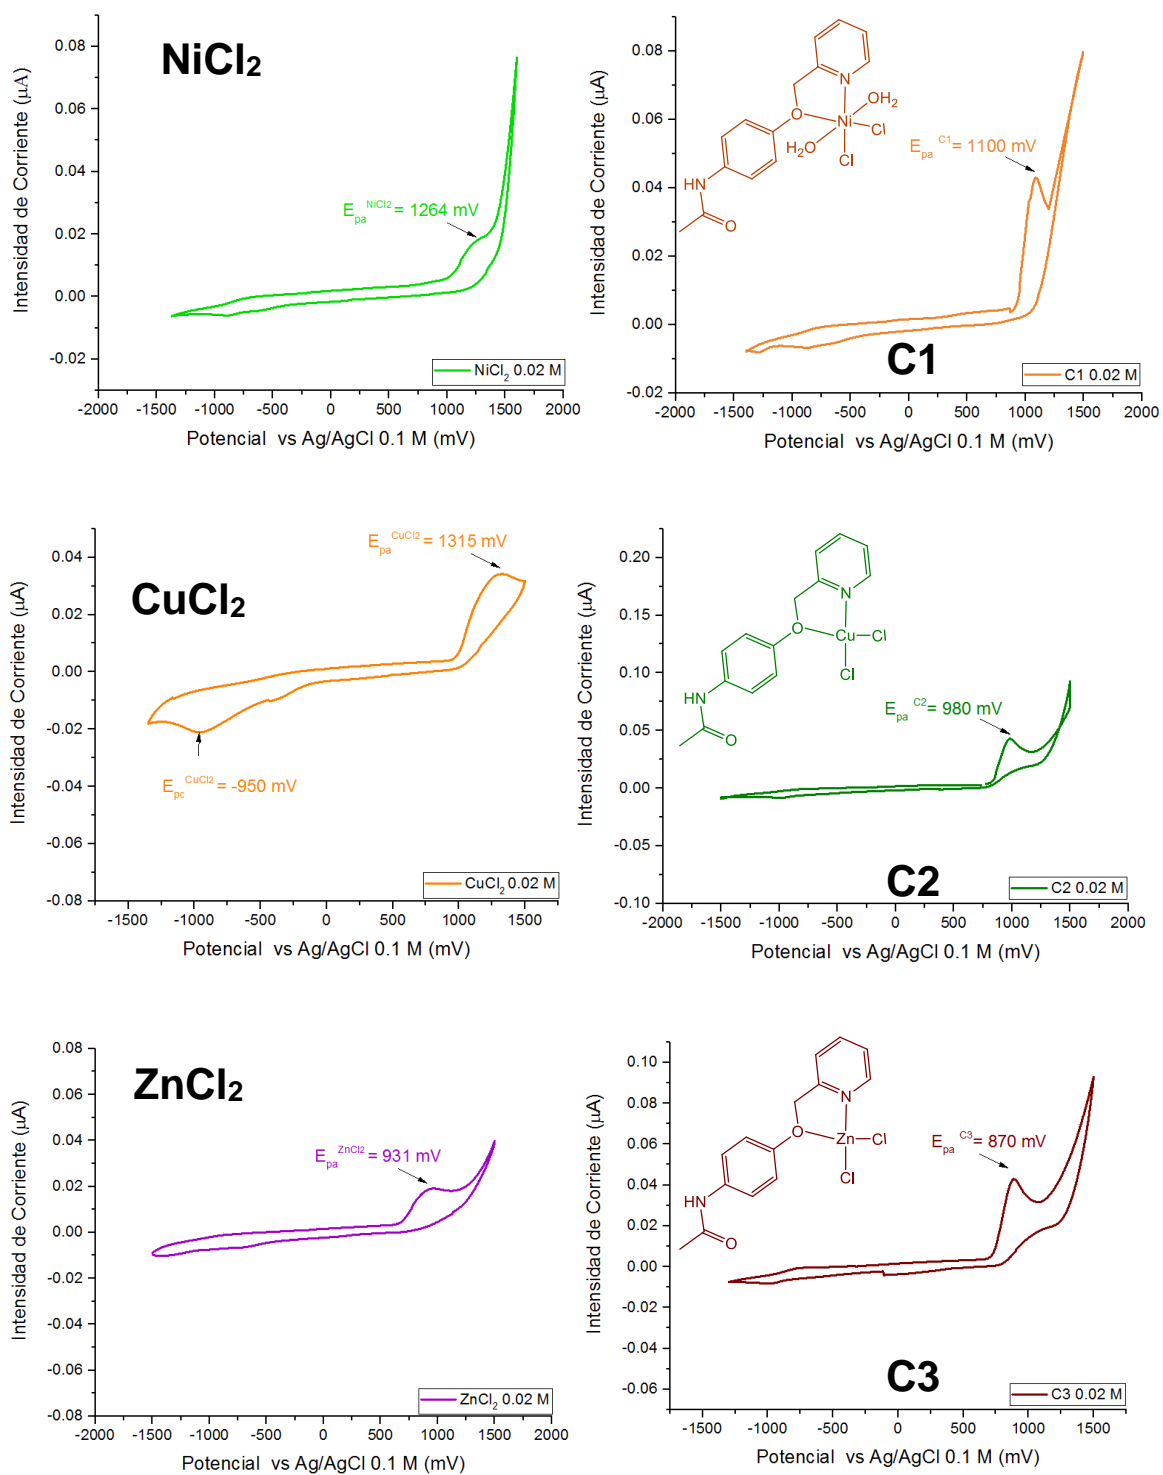 NiCl2
Intensidad de Corriente (µA)
0.08
0.06
0.04
0.02
0.00
-0.02
Epa NiCl2 = 1264 mV
NiCl2 0.02 M
-2000 -1500 -1000 -500 0 500 1000 1500 2000
Potencial vs Ag/AgCl 0.1 M (mV)
C1
Intensidad de Corriente (µA)
0.08
0.06
0.04
0.02
0.00
-0.02
N
OH2
O
Ni
Cl
H2O
Cl
HN
O
Epa C1= 1100 mV
C1 0.02 M
-2000 -1500 -1000 -500 0 500 1000 1500 2000
Potencial vs Ag/AgCl 0.1 M (mV)
CuCl2
Intensidad de Corriente (µA)
0.04
0.02
0.00
-0.02
-0.04
-0.06
-0.08
Epa CuCl2 = 1315 mV
Epc CuCl2 = -950 mV
CuCl2 0.02 M
-1500 -1000 -500 0 500 1000 1500
Potencial vs Ag/AgCl 0.1 M (mV)
C2
Intensidad de Corriente (µA)
0.20
0.15
0.10
0.05
0.00
-0.05
-0.10
N
O
Cu
Cl
Cl
HN
O
Epa C2= 980 mV
C2 0.02 M
-2000 -1500 -1000 -500 0 500 1000 1500 2000
Potencial vs Ag/AgCl 0.1 M (mV)
ZnCl2
Intensidad de Corriente (µA)
0.08
0.06
0.04
0.02
0.00
-0.02
-0.04
-0.06
-0.08
Epa ZnCl2 = 931 mV
ZnCl2 0.02 M
-2000 -1500 -1000 -500 0 500 1000 1500 2000
Potencial vs Ag/AgCl 0.1 M (mV)
C3
Intensidad de Corriente (µA)
0.10
0.08
0.06
0.04
0.02
0.00
-0.02
-0.04
-0.06
N
O
Zn
Cl
Cl
HN
O
Epa C3= 870 mV
C3 0.02 M
-1500 -1000 -500 0 500 1000 1500
Potencial vs Ag/AgCl 0.1 M (mV)